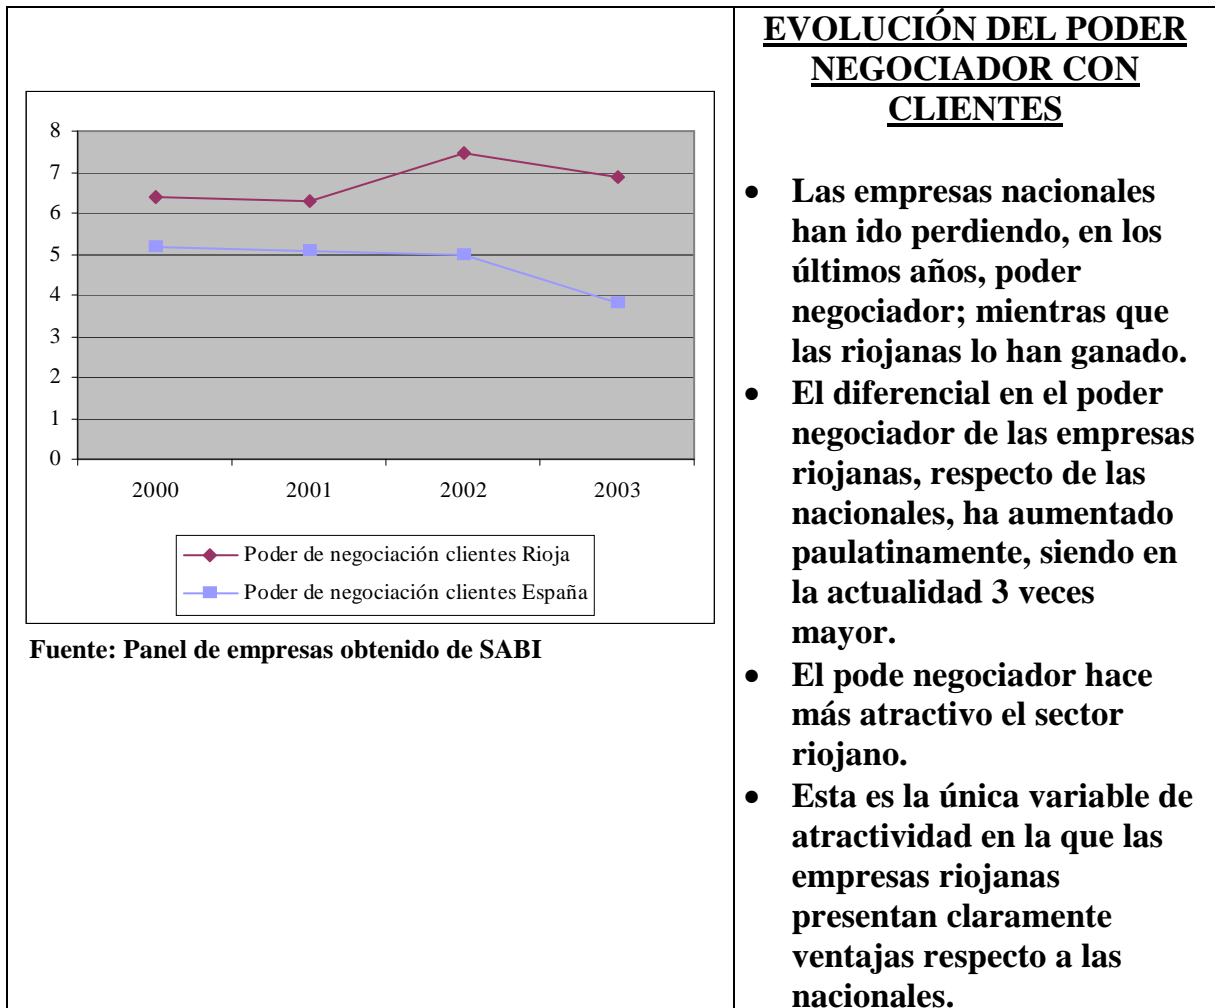 8
7
6
5
4
3
2
1
0
2000 2001 2002 2003
Poder de negociación clientes Rioja
Poder de negociación clientes España
Fuente: Panel de empresas obtenido de SABI
EVOLUCIÓN DEL PODER
NEGOCIADOR CON
CLIENTES
• Las empresas nacionales
han ido perdiendo, en los
últimos años, poder
negociador; mientras que
las riojanas lo han ganado.
• El diferencial en el poder
negociador de las empresas
riojanas, respecto de las
nacionales, ha aumentado
paulatinamente, siendo en
la actualidad 3 veces
mayor.
• El pode negociador hace
más atractivo el sector
riojano.
• Esta es la única variable de
atractividad en la que las
empresas riojanas
presentan claramente
ventajas respecto a las
nacionales.